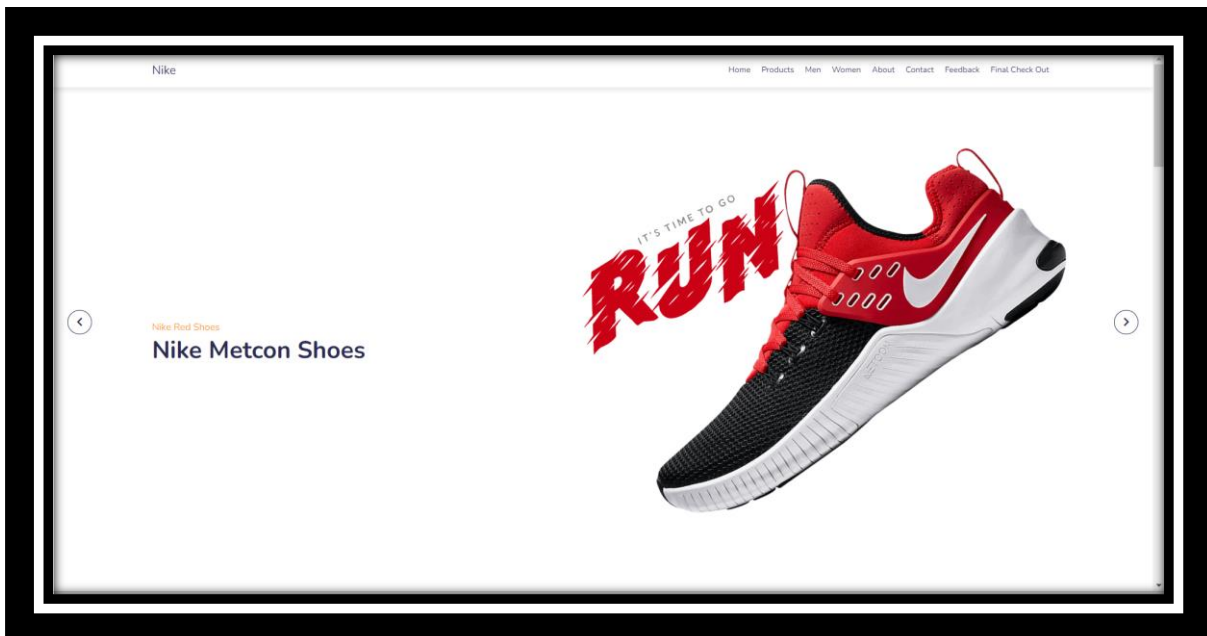 Nike
Home Products Men Women About Contact Feedback Final Check Out
IT'S TIME TO GO
RUN
Nike Red Shoes
Nike Metcon Shoes
METCON